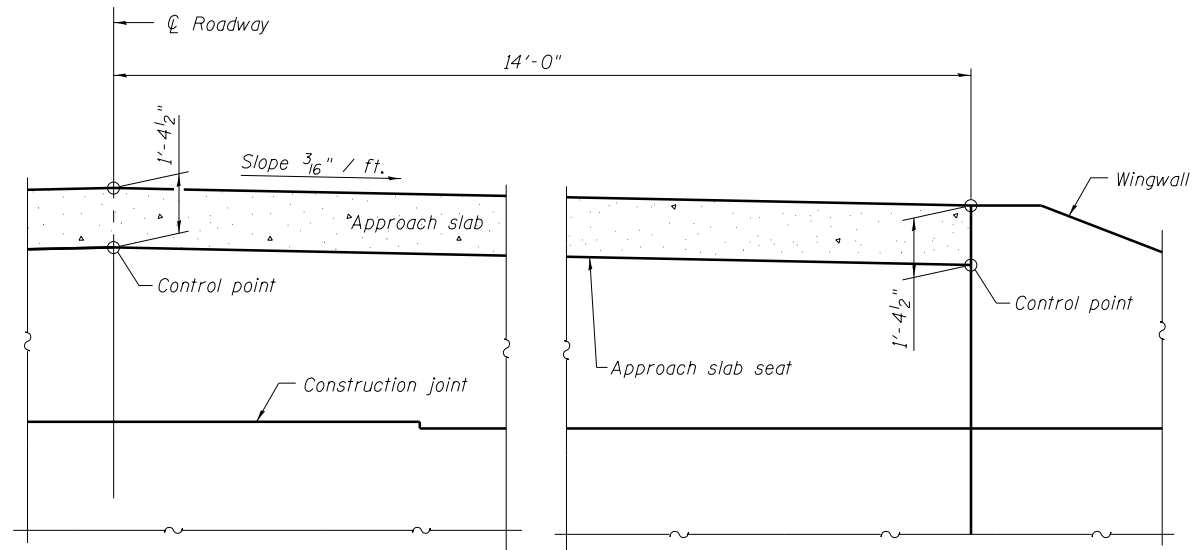 ℄ Roadway
14'-0"
1'-4½"
Slope 3/16" / ft.
Wingwall
Approach slab
Control point
Control point
1'-4½"
Approach slab seat
Construction joint